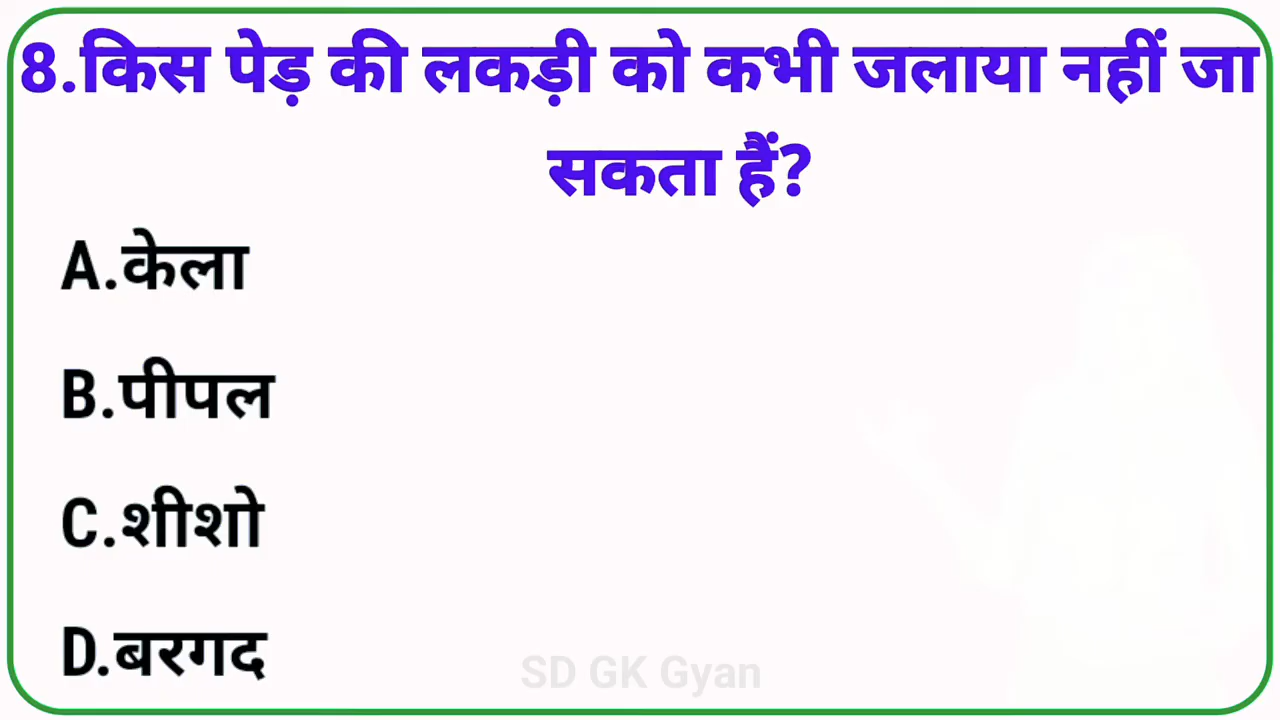 8.किस पेड़ की लकड़ी को कभी जलाया नहीं जा
सकता हैं?
A.केला
B.पीपल
C.शीशो
D.बरगद
SD GK Gyan